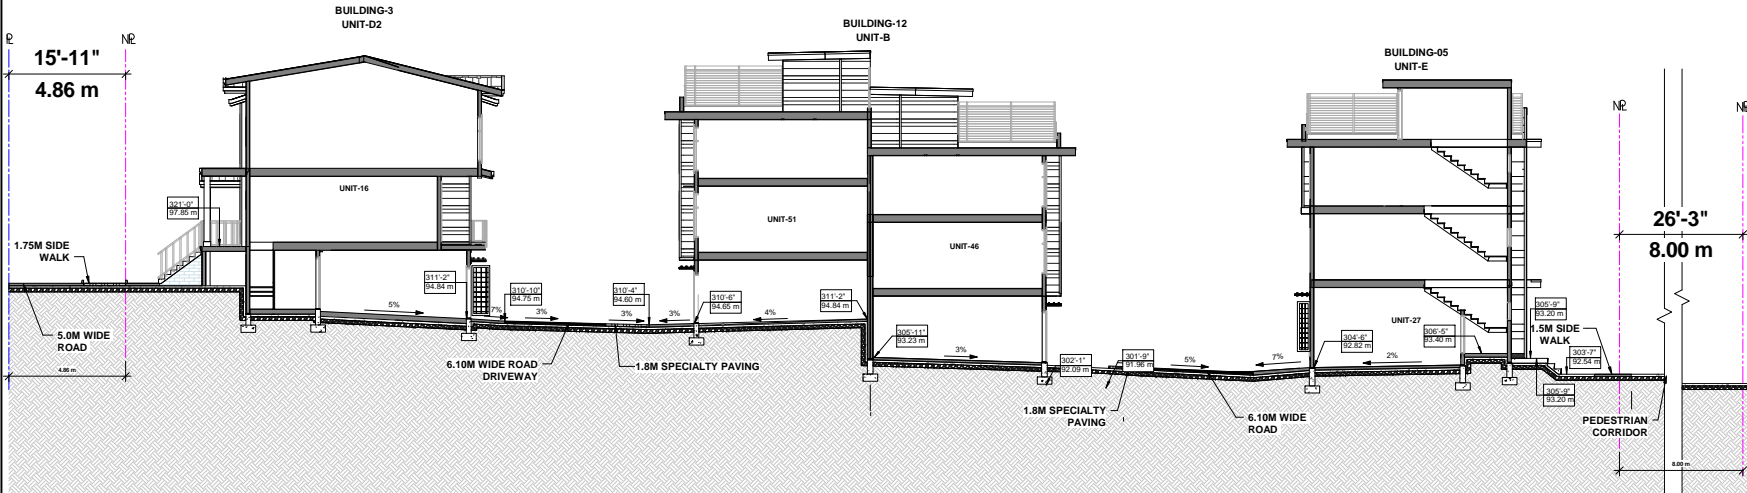 BUILDING-3
UNIT-D2
BUILDING-12
UNIT-B
BUILDING-05
UNIT-E
PL
NPL
15'-11"
4.86 m
NPL
NPL
26'-3"
8.00 m
UNIT-16
UNIT-51
UNIT-46
UNIT-27
321'-0"
97.85 m
1.75M SIDE
WALK
5.0M WIDE
ROAD
4.86 m
311'-2"
94.84 m
310'-10"
94.75 m
310'-4"
94.60 m
310'-6"
94.65 m
311'-2"
94.84 m
5%
7%
3%
3%
3%
4%
6.10M WIDE ROAD
DRIVEWAY
1.8M SPECIALTY PAVING
305'-11"
93.23 m
3%
302'-1"
92.09 m
301'-9"
91.96 m
5%
7%
2%
304'-6"
92.82 m
306'-5"
93.40 m
305'-9"
93.20 m
1.5M SIDE
WALK
303'-7"
92.54 m
305'-9"
93.20 m
1.8M SPECIALTY
PAVING
6.10M WIDE
ROAD
PEDESTRIAN
CORRIDOR
8.00 m